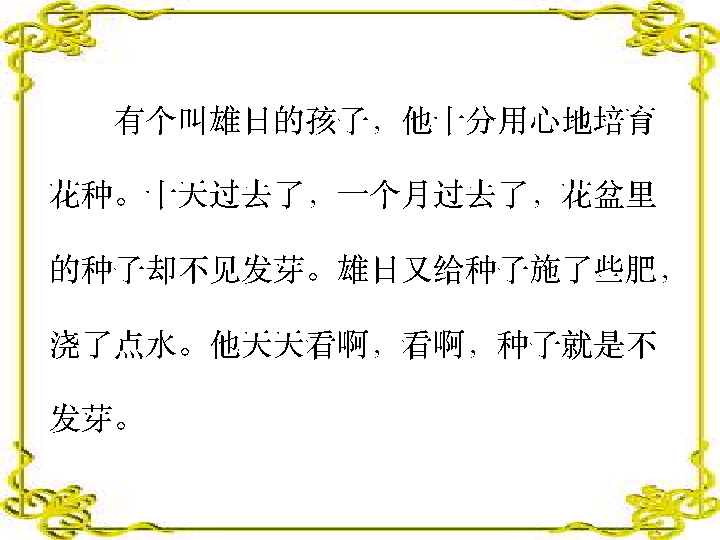 有个叫雄日的孩子，他十分用心地培育
花种。十天过去了，一个月过去了，花盆里
的种子却不见发芽。雄日又给种子施了些肥，
浇了点水。他天天看啊，看啊，种子就是不
发芽。